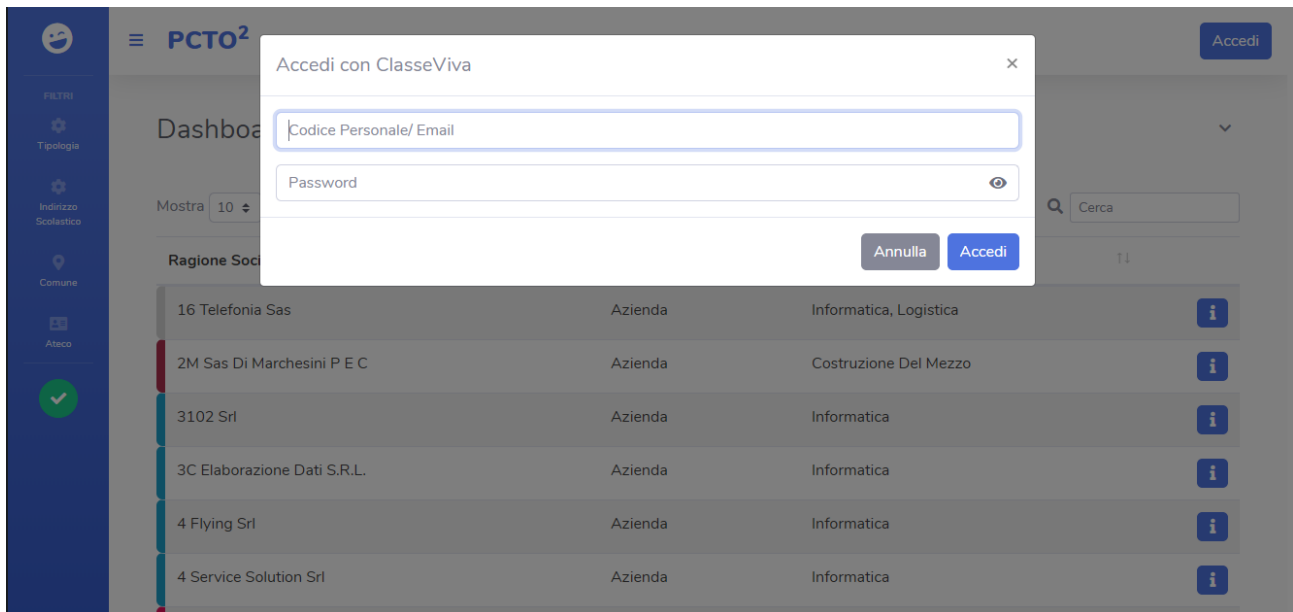 PCTO²
Accedi
FILTRI
Tipologia
Indirizzo
Scolastico
Comune
Ateco
Accedi con ClasseViva
×
Codice Personale/ Email
Password
Annulla
Accedi
Dashboa
Mostra 10
Cerca
Ragione Soci
16 Telefonia Sas Azienda Informatica, Logistica
2M Sas Di Marchesini P E C Azienda Costruzione Del Mezzo
3102 Srl Azienda Informatica
3C Elaborazione Dati S.R.L. Azienda Informatica
4 Flying Srl Azienda Informatica
4 Service Solution Srl Azienda Informatica